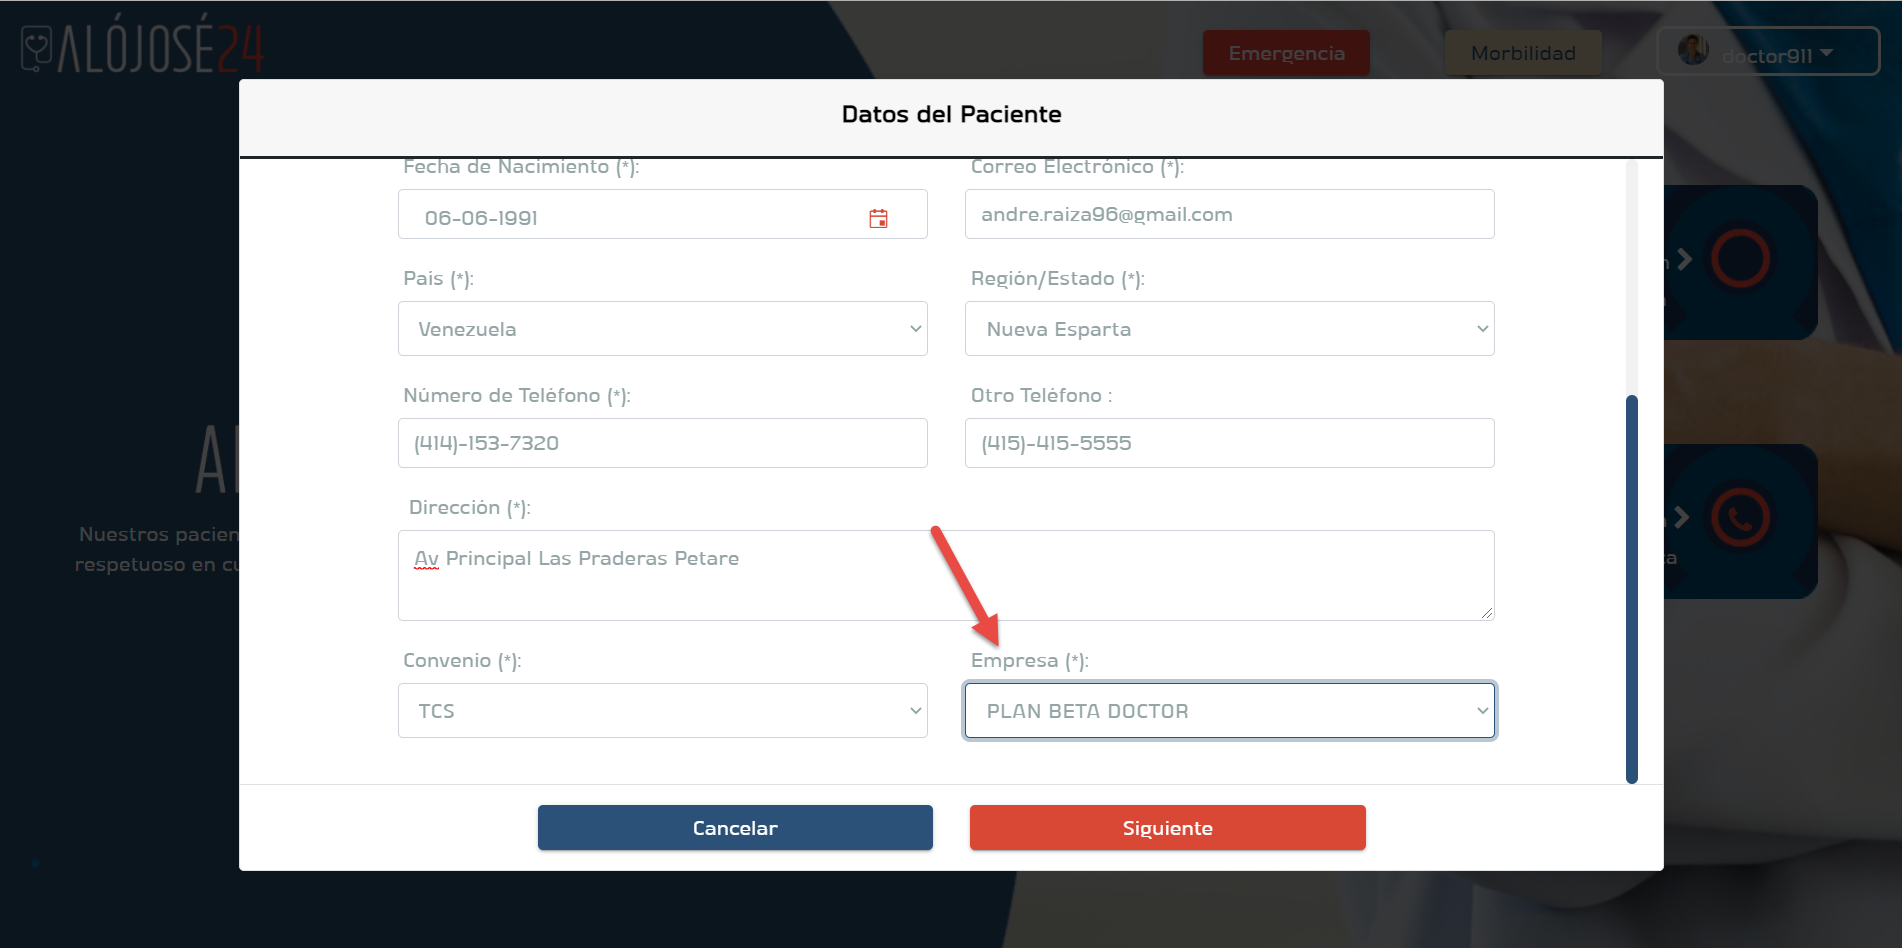 ALÓJOSÉ24
Emergencia
Morbilidad
doctor911
Datos del Paciente
Fecha de Nacimiento (*):
Correo Electrónico (*):
06-06-1991
andre.raiza96@gmail.com
País (*):
Región/Estado (*):
Venezuela
Nueva Esparta
Número de Teléfono (*):
Otro Teléfono :
(414)-153-7320
(415)-415-5555
Dirección (*):
Av Principal Las Praderas Petare
Nuestros pacien
respetuoso en cu
Convenio (*):
Empresa (*):
TCS
PLAN BETA DOCTOR
Cancelar
Siguiente